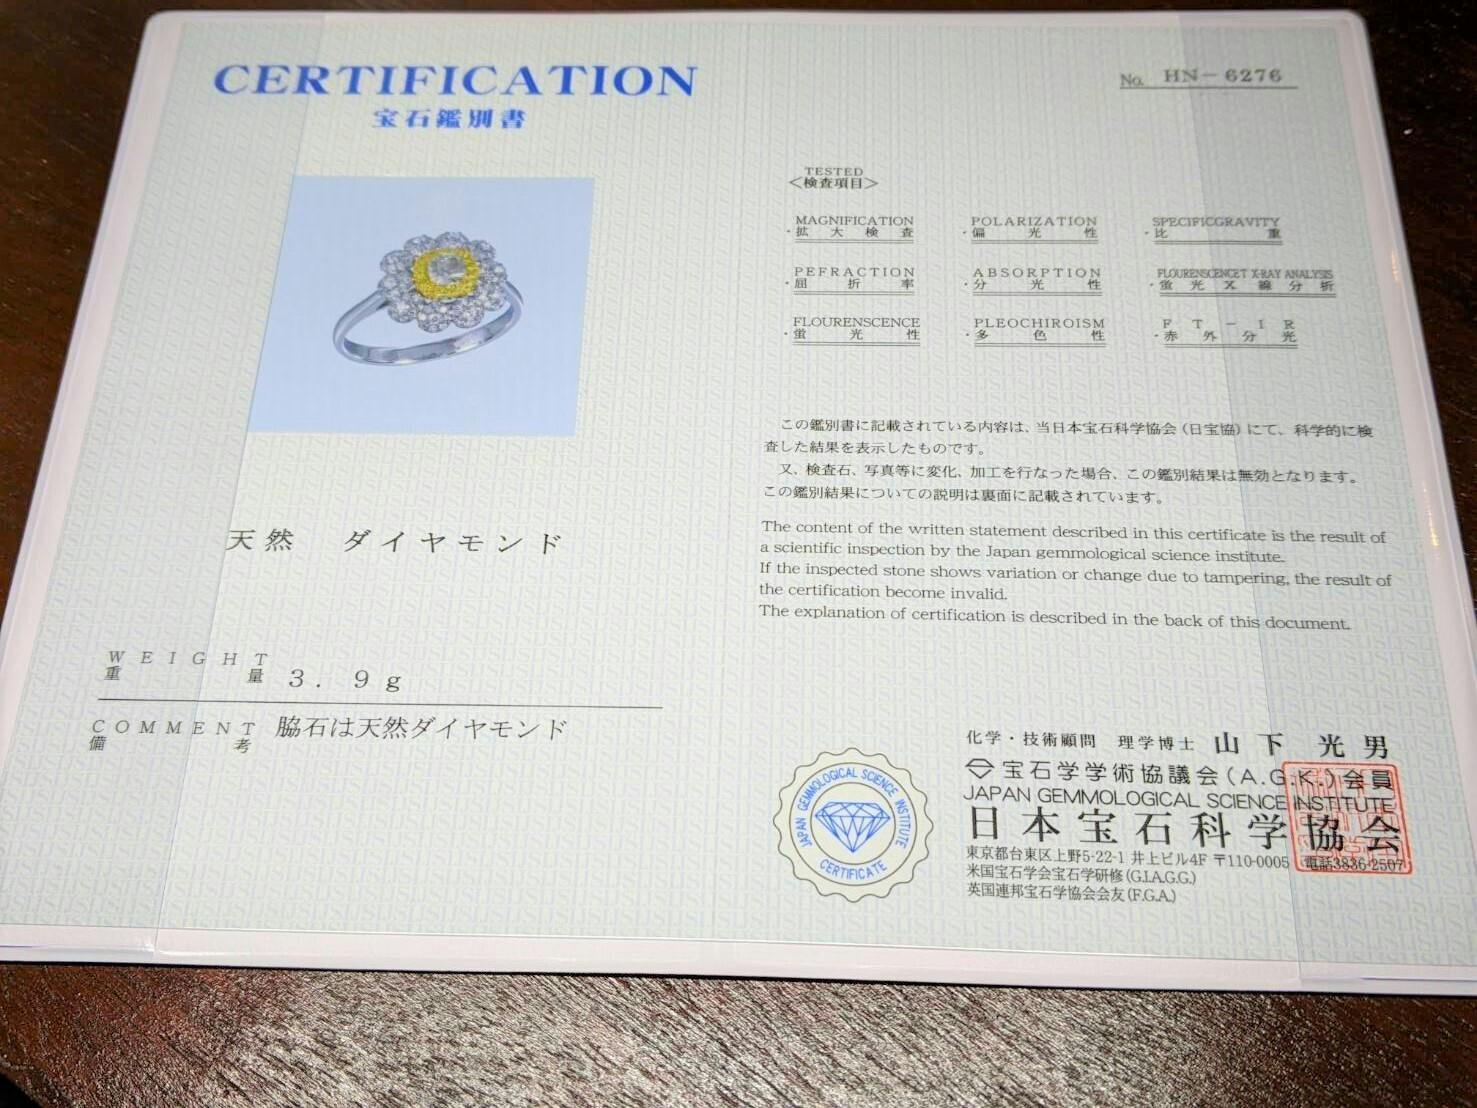 CERTIFICATION
宝石鑑別書
No. HN-6276
TESTED
<検査項目>
MAGNIFICATION POLARIZATION SPECIFICGRAVITY
・拡大検査 ・偏光性 ・比重
PEFRACTION ABSORPTION FLOURENSCENCET X-RAY ANALYSIS
・屈折率 ・分光性 ・蛍光X線分析
FLOURENSCENCE PLEOCHIROISM FT-IR
・蛍光性 ・多色性 ・赤外分光
この鑑別書に記載されている内容は、当日本宝石科学協会(日宝協)にて、科学的に検
査した結果を表示したものです。
又、検査石、写真等に変化、加工を行なった場合、この鑑別結果は無効となります。
この鑑別結果についての説明は裏面に記載されています。
The content of the written statement described in this certificate is the result of
a scientific inspection by the Japan gemmological science institute.
If the inspected stone shows variation or change due to tampering, the result of
the certification become invalid.
The explanation of certification is described in the back of this document.
天然 ダイヤモンド
WEIGHT
重量 3.9g
COMMENT
備考 脇石は天然ダイヤモンド
JAPAN GEMMOLOGICAL SCIENCE INSTITUTE
CERTIFICATE
化学・技術顧問 理学博士 山下 光男
宝石学学術協議会(A.G.K.)会員
JAPAN GEMMOLOGICAL SCIENCE INSTITUTE
日本宝石科学協会
東京都台東区上野5-22-1 井上ビル4F 〒110-0005 電話3836-2507
米国宝石学会宝石学研修(G.I.A.G.G.)
英国連邦宝石学協会会友(F.G.A.)